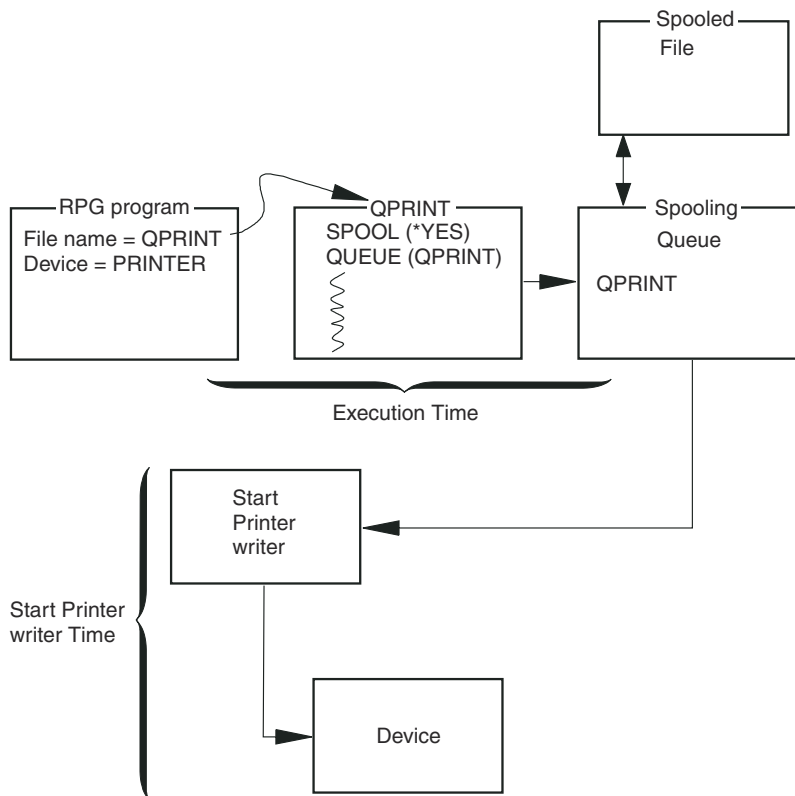 Spooled
File
RPG program
File name = QPRINT
Device = PRINTER
QPRINT
SPOOL (*YES)
QUEUE (QPRINT)
Spooling
Queue
QPRINT
Execution Time
Start
Printer
writer
Start Printer
writer Time
Device